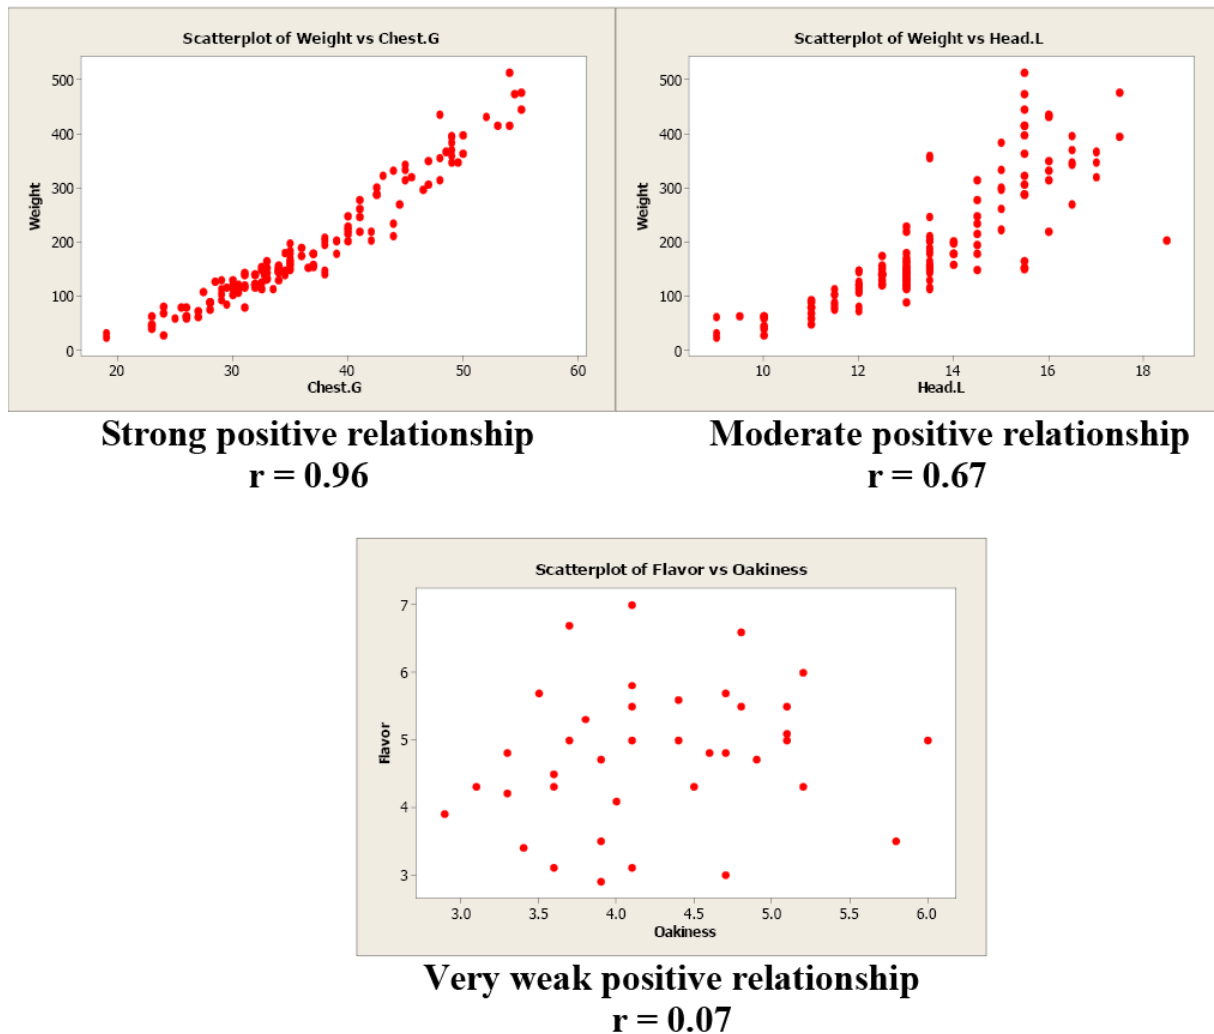 Scatterplot of Weight vs Chest.G
500
400
300
200
100
0
Weight
20 30 40 50 60
Chest.G
Strong positive relationship
r = 0.96
Scatterplot of Weight vs Head.L
500
400
300
200
100
0
Weight
10 12 14 16 18
Head.L
Moderate positive relationship
r = 0.67
Scatterplot of Flavor vs Oakiness
7
6
5
4
3
Flavor
3.0 3.5 4.0 4.5 5.0 5.5 6.0
Oakiness
Very weak positive relationship
r = 0.07